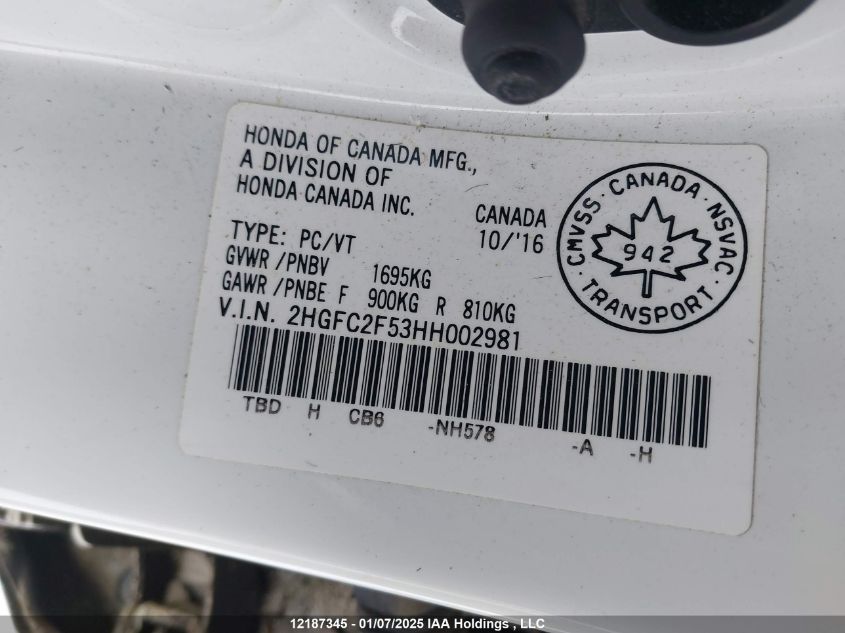 HONDA OF CANADA MFG.,
A DIVISION OF
HONDA CANADA INC.
CANADA
10/'16
TYPE: PC/VT
GVWR /PNBV 1695KG
GAWR /PNBE F 900KG R 810KG
V.I.N. 2HGFC2F53HH002981
TBD H CB6 -NH578 -A -H
CMVSS · CANADA · NSVAC ·
942
TRANSPORT
12187345 - 01/07/2025 IAA Holdings , LLC